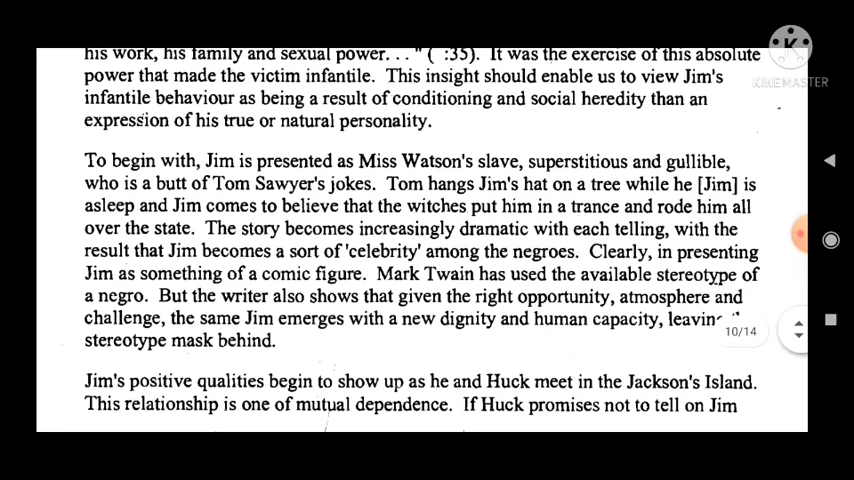 his work, his family and sexual power. . . " ( :35). It was the exercise of this absolute
power that made the victim infantile. This insight should enable us to view Jim's
infantile behaviour as being a result of conditioning and social heredity than an
expression of his true or natural personality.
To begin with, Jim is presented as Miss Watson's slave, superstitious and gullible,
who is a butt of Tom Sawyer's jokes. Tom hangs Jim's hat on a tree while he [Jim] is
asleep and Jim comes to believe that the witches put him in a trance and rode him all
over the state. The story becomes increasingly dramatic with each telling, with the
result that Jim becomes a sort of 'celebrity' among the negroes. Clearly, in presenting
Jim as something of a comic figure. Mark Twain has used the available stereotype of
a negro. But the writer also shows that given the right opportunity, atmosphere and
challenge, the same Jim emerges with a new dignity and human capacity, leaving
stereotype mask behind.
Jim's positive qualities begin to show up as he and Huck meet in the Jackson's Island.
This relationship is one of mutual dependence. If Huck promises not to tell on Jim
10/14
K
KINEMASTER